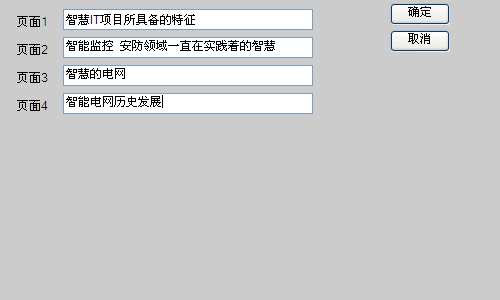 页面1 智慧IT项目所具备的特征 确定
页面2 智能监控 安防领域一直在实践着的智慧 取消
页面3 智慧的电网
页面4 智能电网历史发展